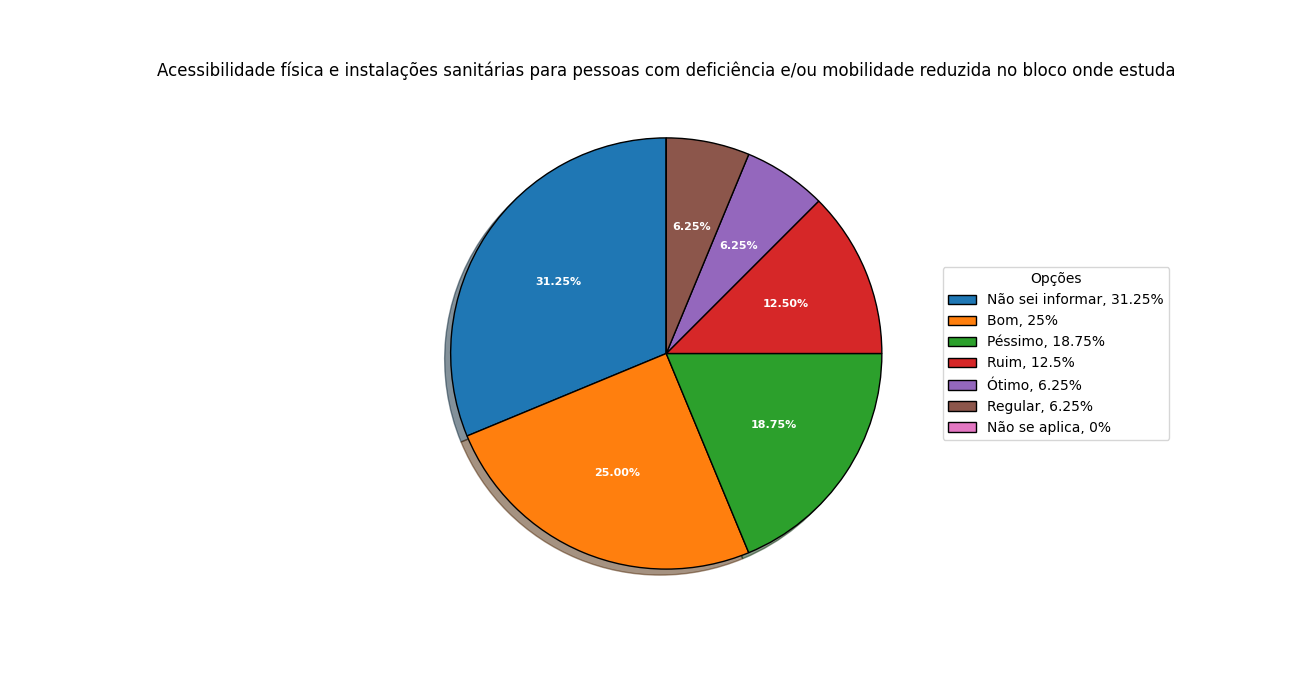 Acessibilidade física e instalações sanitárias para pessoas com deficiência e/ou mobilidade reduzida no bloco onde estuda
6.25%
6.25%
31.25%
12.50%
18.75%
25.00%
Opções
Não sei informar, 31.25%
Bom, 25%
Péssimo, 18.75%
Ruim, 12.5%
Ótimo, 6.25%
Regular, 6.25%
Não se aplica, 0%